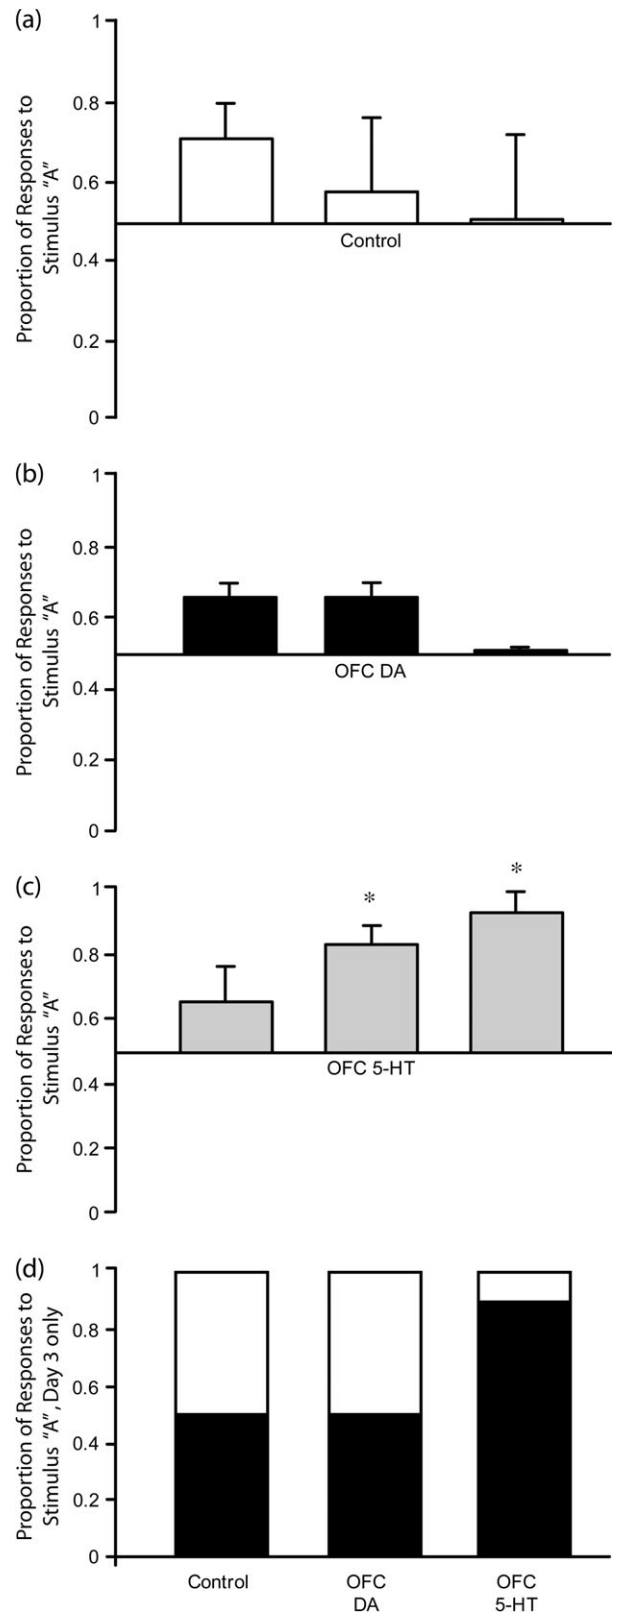 (a)
Proportion of Responses to
Stimulus “A”
1
0.8
0.6
0.4
0.2
0
Control
(b)
Proportion of Responses to
Stimulus “A”
1
0.8
0.6
0.4
0.2
0
OFC DA
(c)
Proportion of Responses to
Stimulus “A”
1
0.8
0.6
0.4
0.2
0
*
*
OFC 5-HT
(d)
Proportion of Responses to
Stimulus “A”, Day 3 only
1
0.8
0.6
0.4
0.2
0
Control
OFC
DA
OFC
5-HT